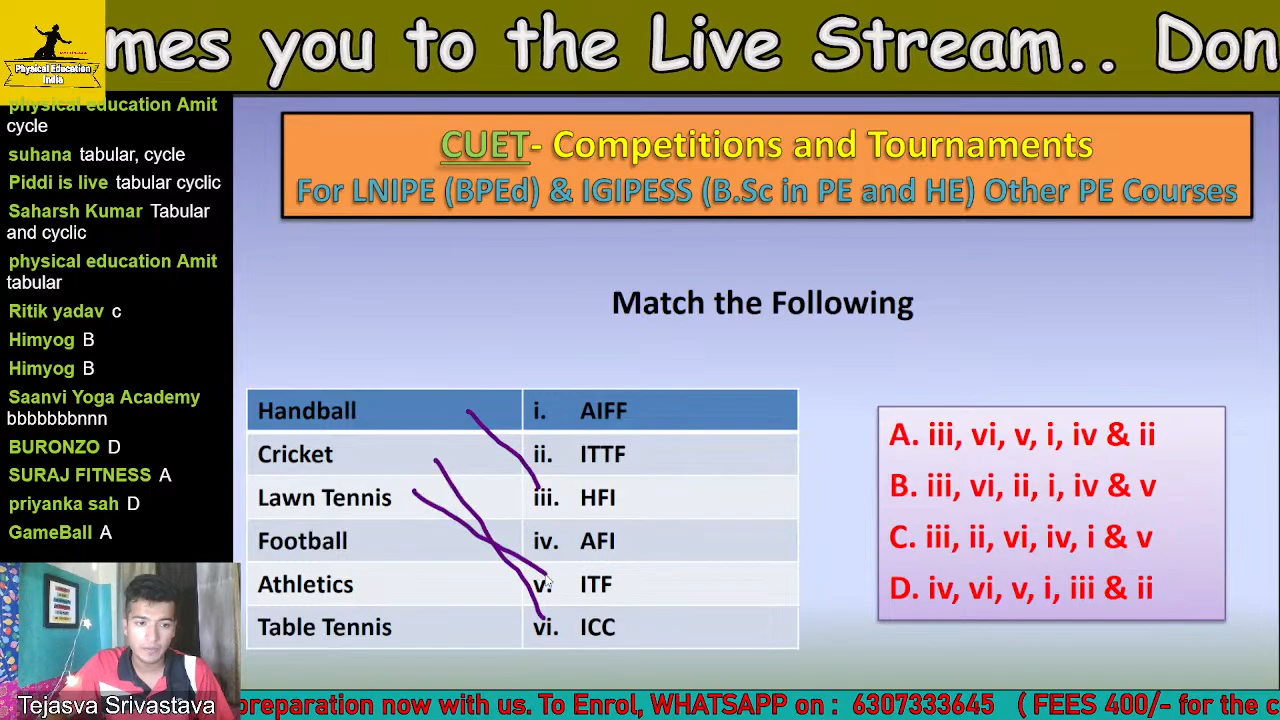 mes you to the Live Stream.. Don
Physical Education
India
physical education Amit
cycle
suhana tabular, cycle
Piddi is live tabular cyclic
Saharsh Kumar Tabular
and cyclic
physical education Amit
tabular
Ritik yadav c
Himyog B
Himyog B
Saanvi Yoga Academy
bbbbbbbnnn
BURONZO D
SURAJ FITNESS A
priyanka sah D
GameBall A
CUET- Competitions and Tournaments
For LNIPE (BPEd) & IGIPESS (B.Sc in PE and HE) Other PE Courses
Match the Following
Handball i. AIFF
Cricket ii. ITTF
Lawn Tennis iii. HFI
Football iv. AFI
Athletics v. ITF
Table Tennis vi. ICC
A. iii, vi, v, i, iv & ii
B. iii, vi, ii, i, iv & v
C. iii, ii, vi, iv, i & v
D. iv, vi, v, i, iii & ii
Tejasva Srivastava
preparation now with us. To Enrol, WHATSAPP on : 6307333645 ( FEES 400/- for the c